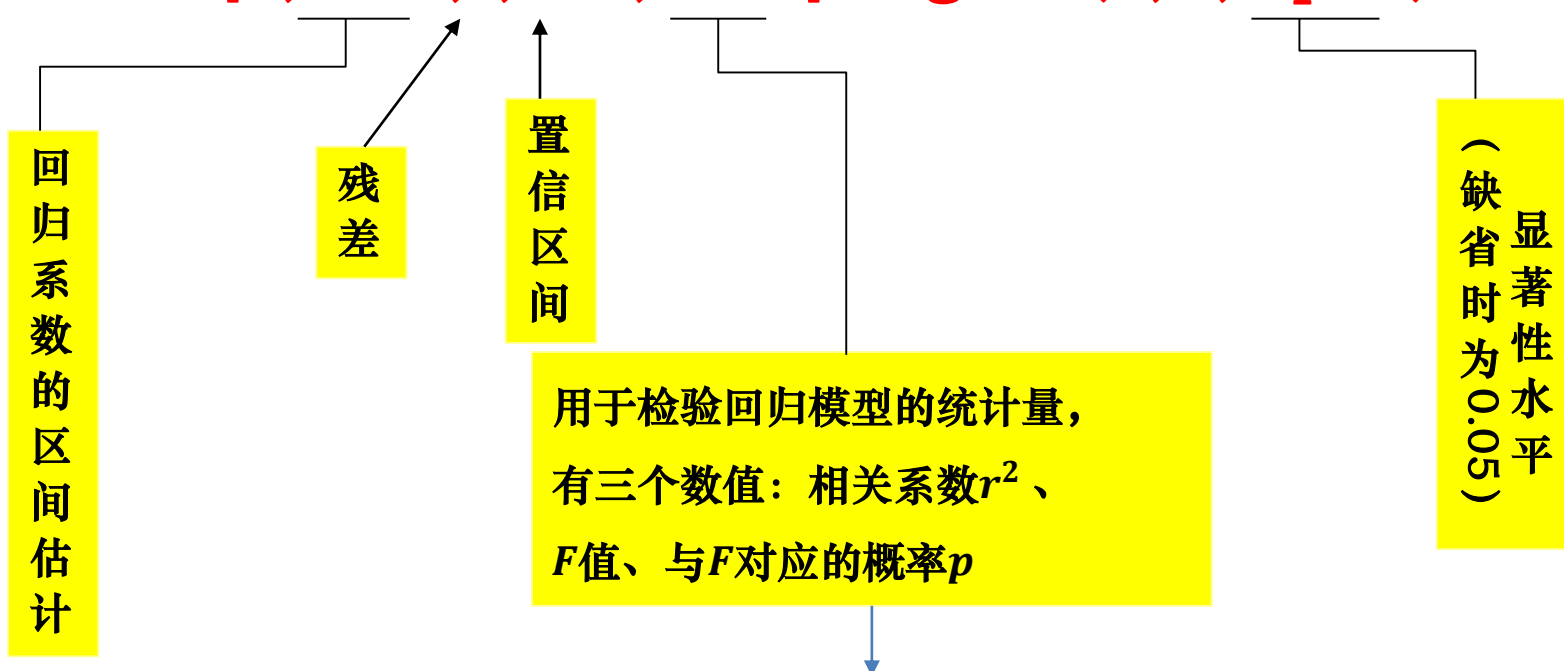 回归系数的区间估计
残差
置信区间
用于检验回归模型的统计量，
有三个数值：相关系数r² 、
F值、与F对应的概率p
显著性水平
（缺省时为0.05）